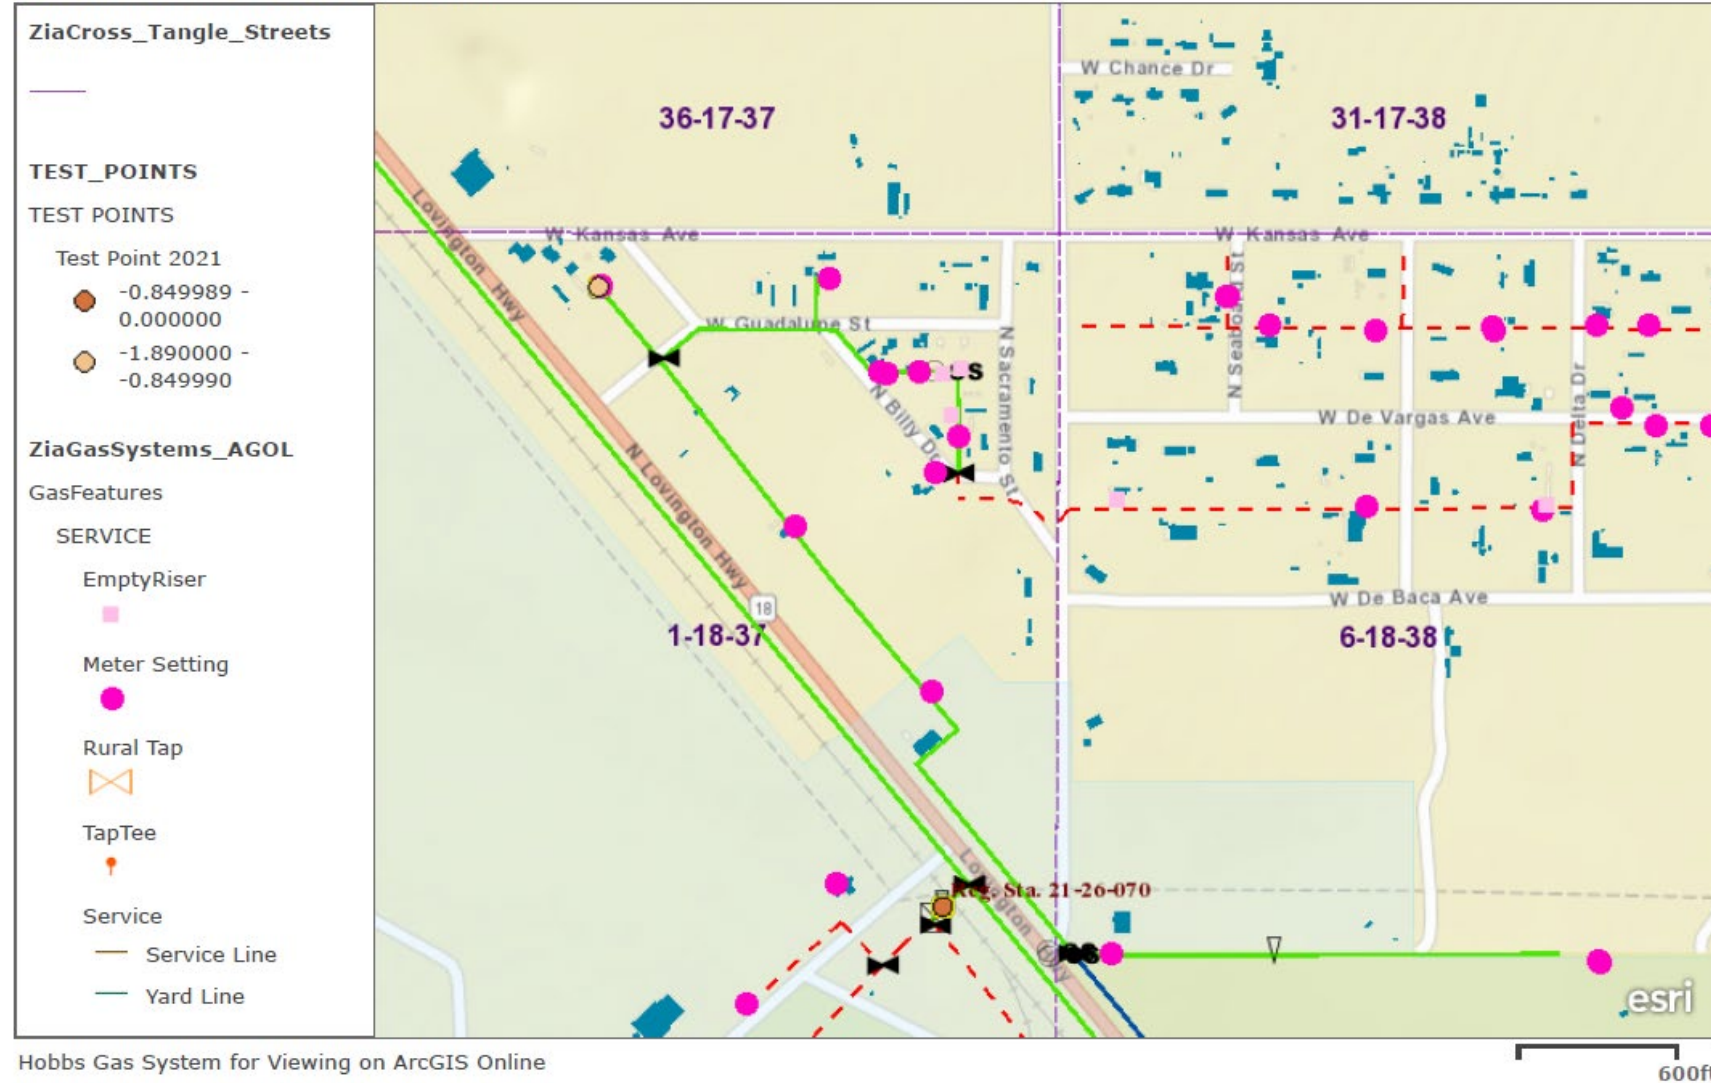 ZiaCross_Tangle_Streets
TEST_POINTS
TEST POINTS
Test Point 2021
-0.849989 -
0.000000
-1.890000 -
-0.849990
ZiaGasSystems_AGOL
GasFeatures
SERVICE
EmptyRiser
Meter Setting
Rural Tap
TapTee
Service
Service Line
Yard Line
W Chance Dr
36-17-37
31-17-38
Lovington Hwy
W Kansas Ave
W Kansas Ave
N Seaboard St
W Guadalupe St
N Sacramento St
S
N Billy Dr
W De Vargas Ave
N Delta Dr
N Lovington Hwy
W De Baca Ave
18
1-18-37
6-18-38
Lovington Hwy
Reg. Sta. 21-26-070
S
esri
Hobbs Gas System for Viewing on ArcGIS Online
600ft